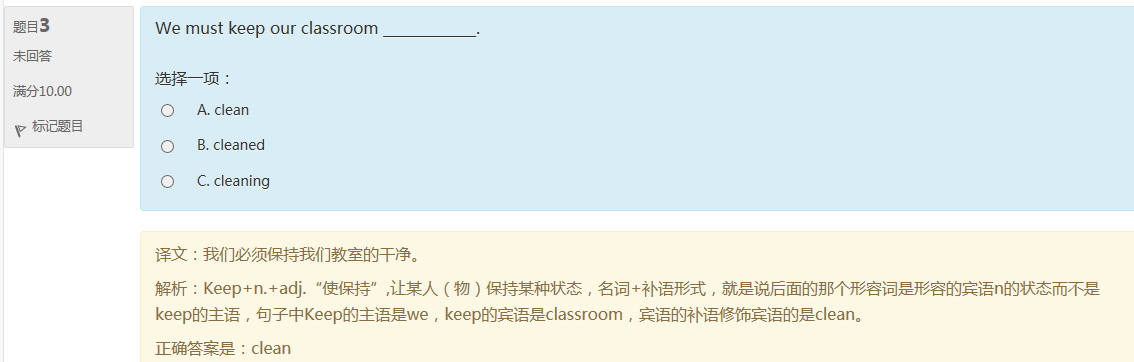 题目3
未回答
满分10.00
标记题目
We must keep our classroom ____________.
选择一项：
A. clean
B. cleaned
C. cleaning
译文：我们必须保持我们教室的干净。
解析：Keep+n.+adj.“使保持”,让某人（物）保持某种状态，名词+补语形式，就是说后面的那个形容词是形容的宾语n的状态而不是
keep的主语，句子中Keep的主语是we，keep的宾语是classroom，宾语的补语修饰宾语的是clean。
正确答案是：clean